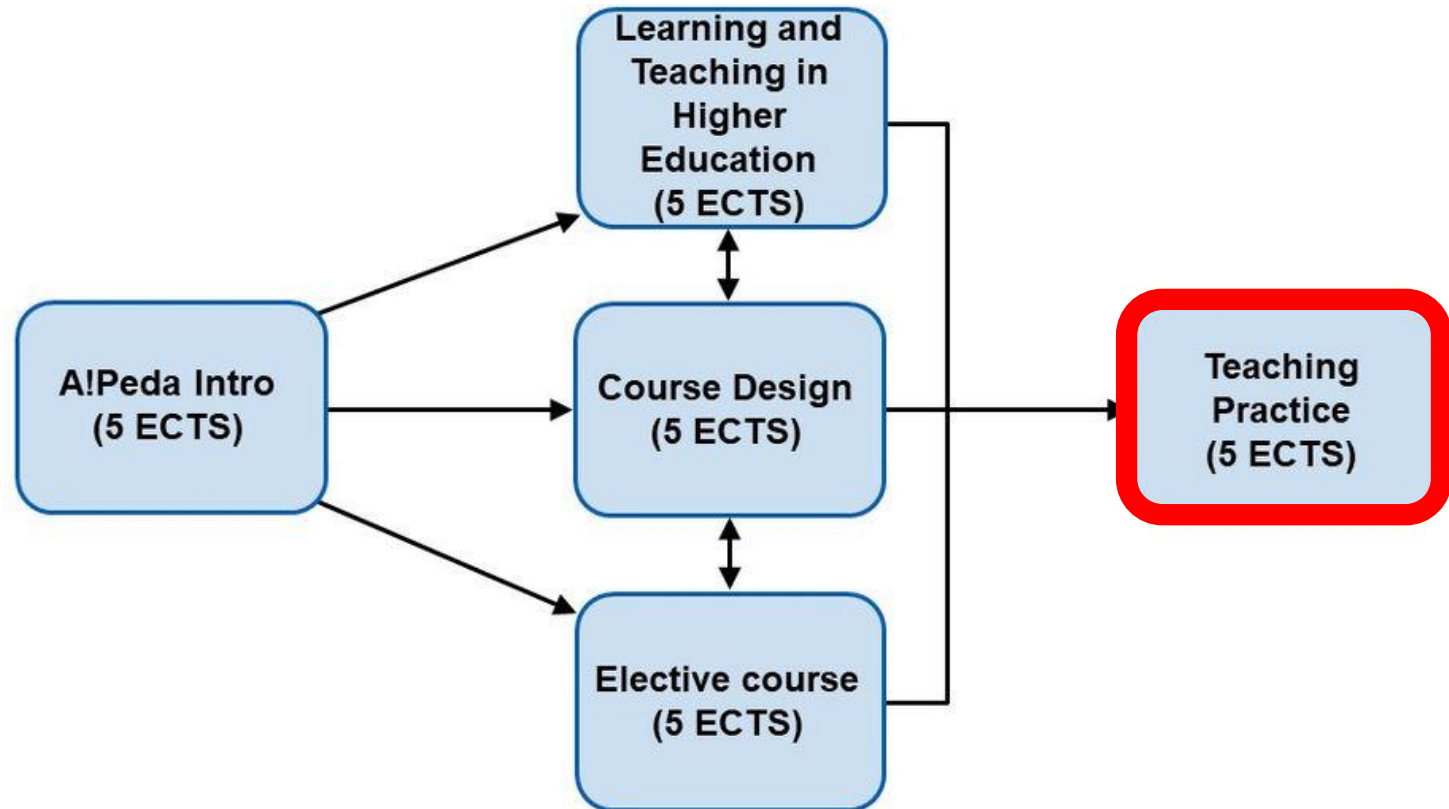 Learning and
Teaching in
Higher
Education
(5 ECTS)
A!Peda Intro
(5 ECTS)
Course Design
(5 ECTS)
Teaching
Practice
(5 ECTS)
Elective course
(5 ECTS)